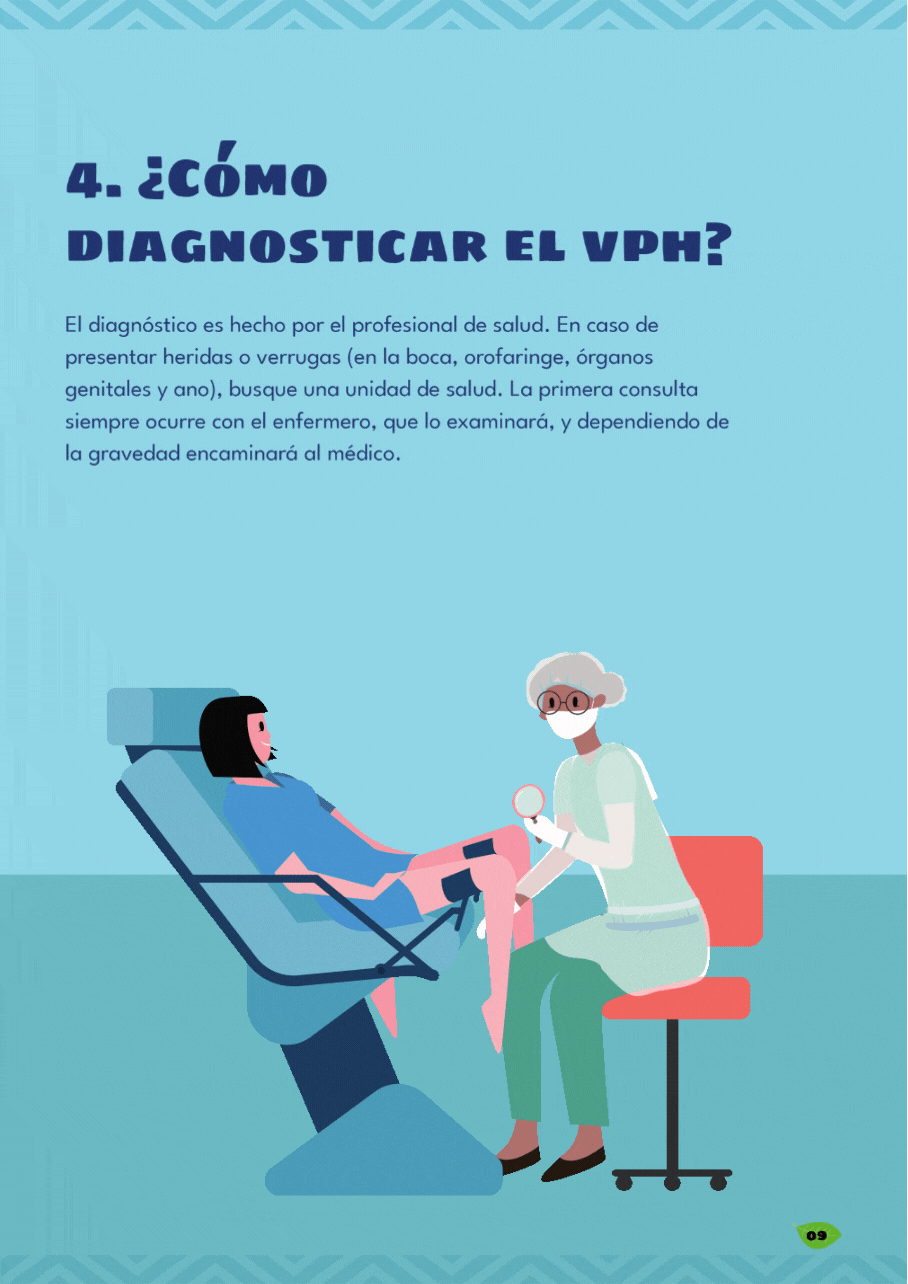 4. ¿Cómo
diagnosticar el vph?
El diagnóstico es hecho por el profesional de salud. En caso de
presentar heridas o verrugas (en la boca, orofaringe, órganos
genitales y ano), busque una unidad de salud. La primera consulta
siempre ocurre con el enfermero, que lo examinará, y dependiendo de
la gravedad encaminará al médico.
09